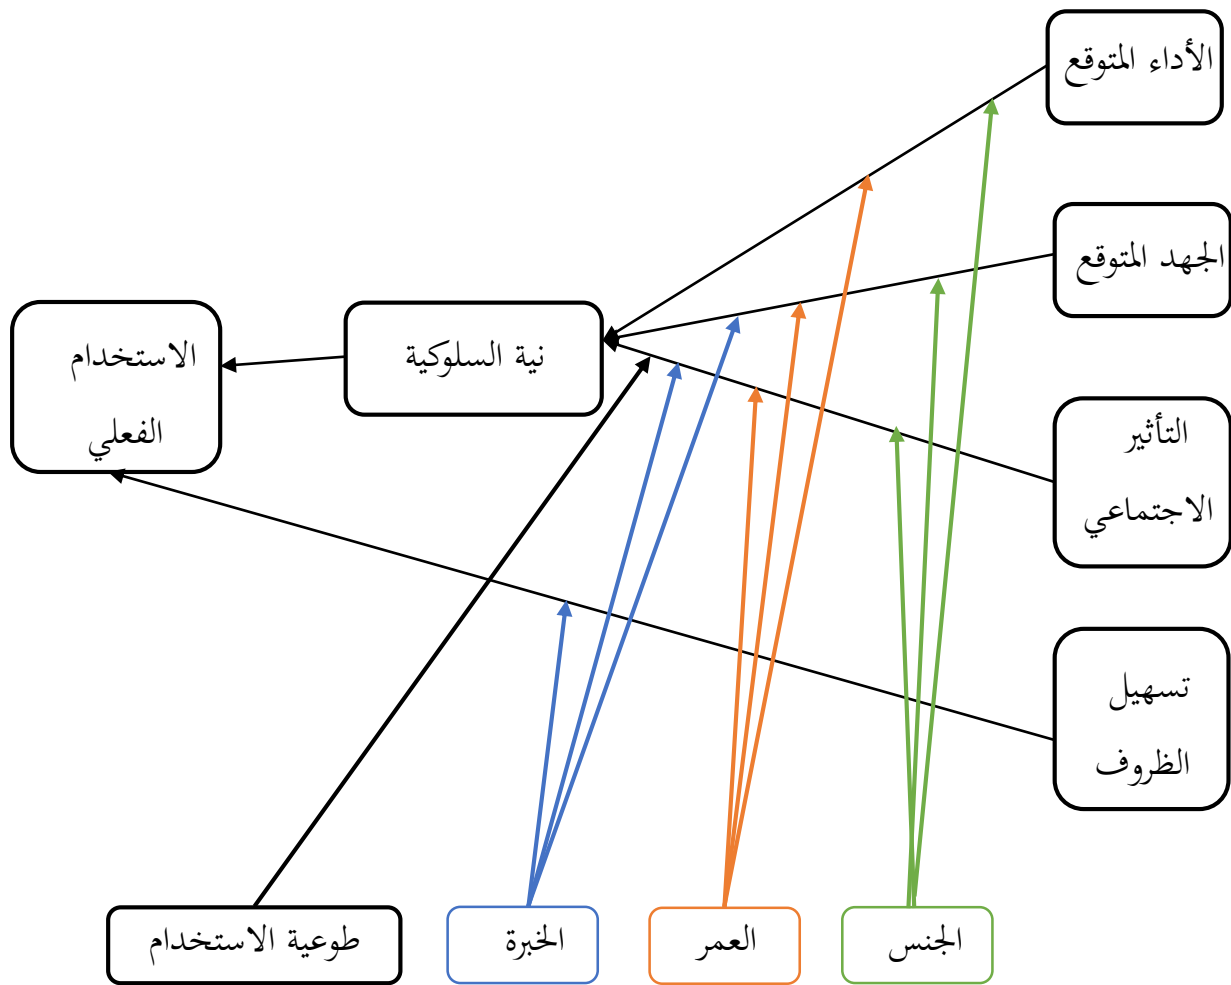 الأداء المتوقع
الجهد المتوقع
نية السلوكية
الاستخدام
الفعلي
التأثير
الاجتماعي
تسهيل
الظروف
الجنس
العمر
الخبرة
طوعية الاستخدام